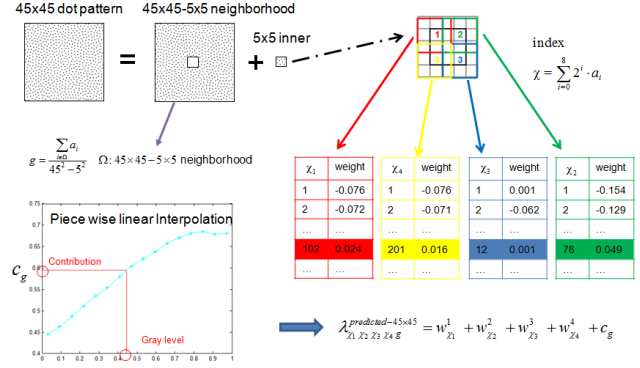 45x45 dot pattern
45x45-5x5 neighborhood
=
+
5x5 inner
1 2
4 3
index
χ = ∑_{i=0}^{8} 2^i · a_i
g = ∑_{i∈Ω} a_i / 45² − 5²
Ω: 45×45−5×5 neighborhood
χ₁ weight
1 -0.076
2 -0.072
... ...
102 0.024
... ...
χ₄ weight
1 -0.076
2 -0.071
... ...
201 0.016
... ...
χ₃ weight
1 0.001
2 -0.062
... ...
12 0.001
... ...
χ₂ weight
1 -0.154
2 -0.129
... ...
78 0.049
... ...
Piece wise linear Interpolation
Contribution
Gray level
c_g
0.75
0.7
0.65
0.6
0.55
0.5
0.45
0.4
0 0.1 0.2 0.3 0.4 0.5 0.6 0.7 0.8 0.9 1
λ^{predicted−45x45}_{χ₁ χ₂ χ₃ χ₄ g} = w¹_{χ₁} + w²_{χ₂} + w³_{χ₃} + w⁴_{χ₄} + c_g